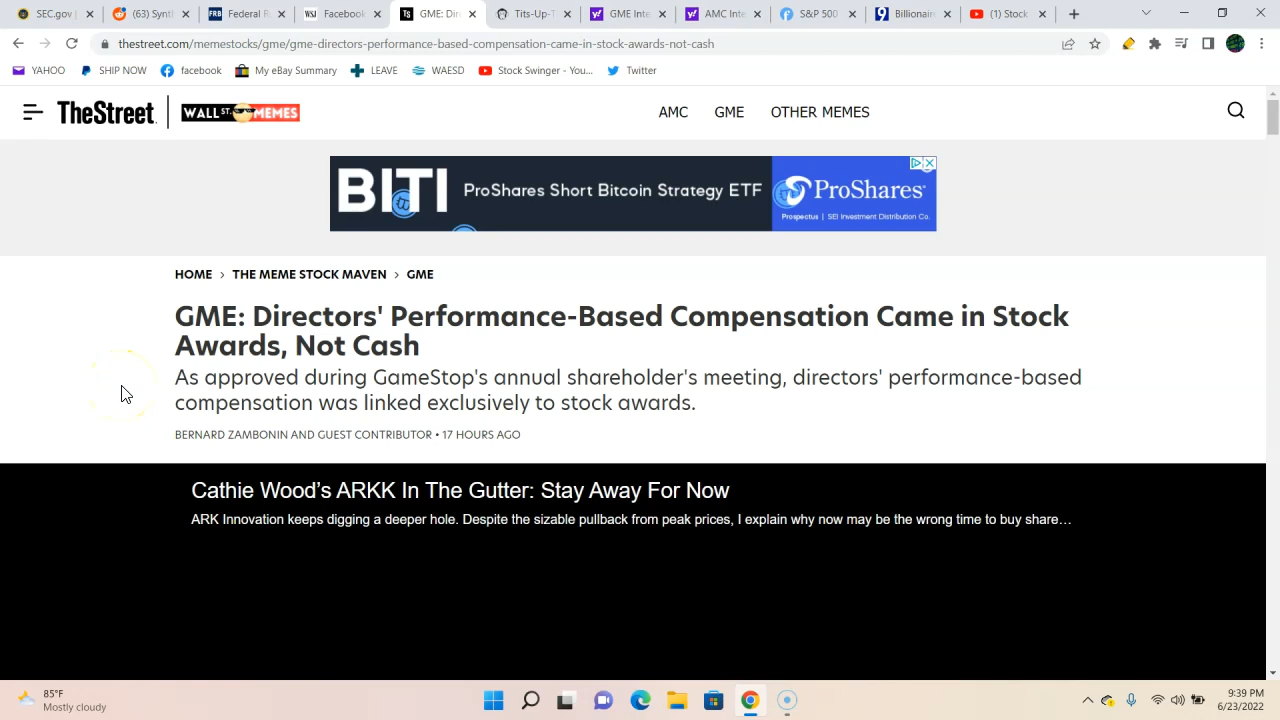 SEC.gov |
(63) Synt
Federal R
Facebook
GME: Dire
Tits-Up
GME Inte
AMC Inte
S&P 500
Billionaire
(1) Stock
thestreet.com/memestocks/gme/gme-directors-performance-based-compensation-came-in-stock-awards-not-cash
YAHOO
SHIP NOW
facebook
My eBay Summary
LEAVE
WAESD
Stock Swinger - You...
Twitter
TheStreet
WALL ST. MEMES
AMC
GME
OTHER MEMES
BITI
ProShares Short Bitcoin Strategy ETF
ProShares
Prospectus | SEI Investment Distribution Co.
HOME > THE MEME STOCK MAVEN > GME
GME: Directors' Performance-Based Compensation Came in Stock
Awards, Not Cash
As approved during GameStop's annual shareholder's meeting, directors' performance-based
compensation was linked exclusively to stock awards.
BERNARD ZAMBONIN AND GUEST CONTRIBUTOR • 17 HOURS AGO
Cathie Wood's ARKK In The Gutter: Stay Away For Now
ARK Innovation keeps digging a deeper hole. Despite the sizable pullback from peak prices, I explain why now may be the wrong time to buy share…
85°F
Mostly cloudy
9:39 PM
6/23/2022